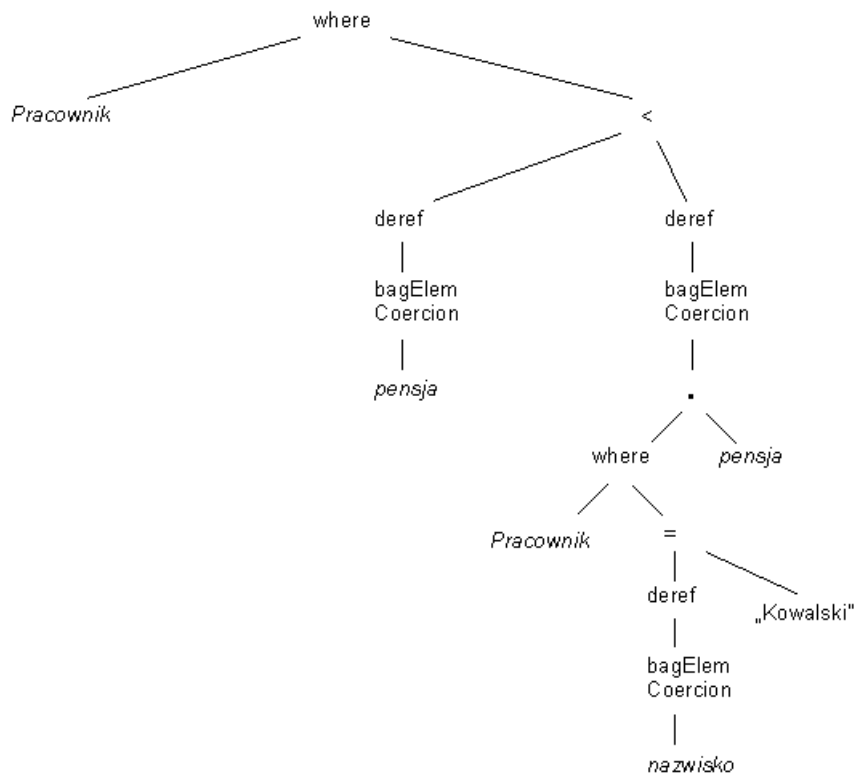 where
Pracownik
<
deref
deref
bagElem
Coercion
bagElem
Coercion
pensja
.
where
pensja
Pracownik
=
deref
„Kowalski"
bagElem
Coercion
nazwisko